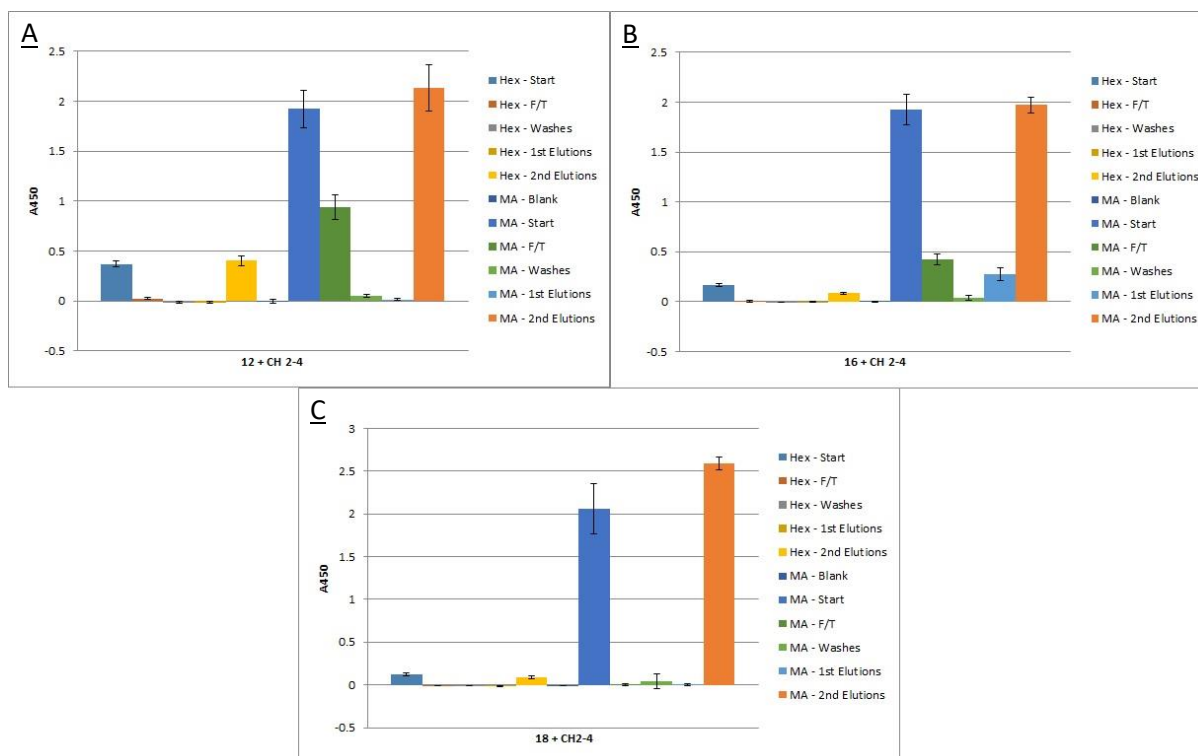 A
2.5
2
1.5
1
0.5
0
-0.5
A450
12 + CH 2-4
Hex - Start
Hex - F/T
Hex - Washes
Hex - 1st Elutions
Hex - 2nd Elutions
MA - Blank
MA - Start
MA - F/T
MA - Washes
MA - 1st Elutions
MA - 2nd Elutions
B
2.5
2
1.5
1
0.5
0
-0.5
A450
16 + CH 2-4
Hex - Start
Hex - F/T
Hex - Washes
Hex - 1st Elutions
Hex - 2nd Elutions
MA - Blank
MA - Start
MA - F/T
MA - Washes
MA - 1st Elutions
MA - 2nd Elutions
C
3
2.5
2
1.5
1
0.5
0
-0.5
A450
18 + CH2-4
Hex - Start
Hex - F/T
Hex - Washes
Hex - 1st Elutions
Hex - 2nd Elutions
MA - Blank
MA - Start
MA - F/T
MA - Washes
MA - 1st Elutions
MA - 2nd Elutions